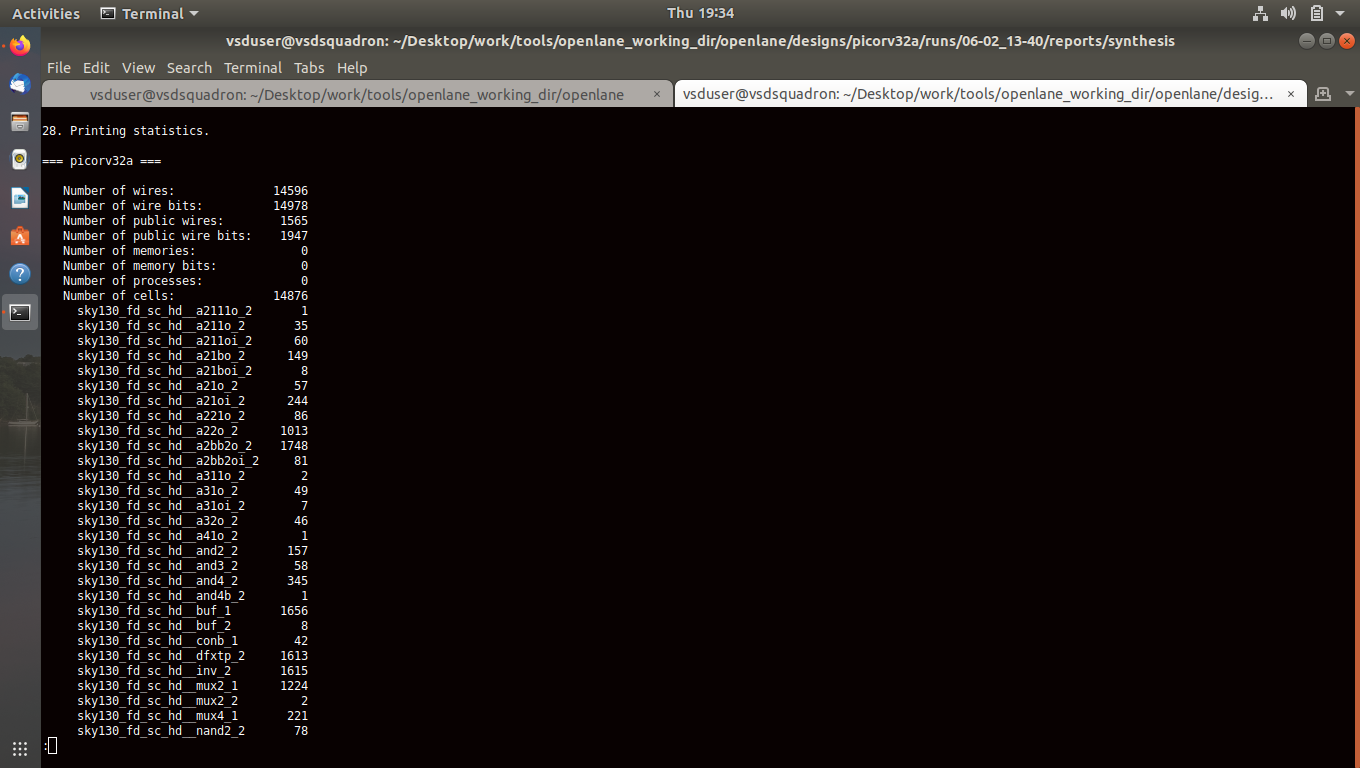 Activities Terminal Thu 19:34
vsduser@vsdsquadron: ~/Desktop/work/tools/openlane_working_dir/openlane/designs/picorv32a/runs/06-02_13-40/reports/synthesis
File Edit View Search Terminal Tabs Help
vsduser@vsdsquadron: ~/Desktop/work/tools/openlane_working_dir/openlane × vsduser@vsdsquadron: ~/Desktop/work/tools/openlane_working_dir/openlane/desig... ×
28. Printing statistics.
=== picorv32a ===
Number of wires: 14596
Number of wire bits: 14978
Number of public wires: 1565
Number of public wire bits: 1947
Number of memories: 0
Number of memory bits: 0
Number of processes: 0
Number of cells: 14876
sky130_fd_sc_hd__a2111o_2 1
sky130_fd_sc_hd__a211o_2 35
sky130_fd_sc_hd__a211oi_2 60
sky130_fd_sc_hd__a21bo_2 149
sky130_fd_sc_hd__a21boi_2 8
sky130_fd_sc_hd__a21o_2 57
sky130_fd_sc_hd__a21oi_2 244
sky130_fd_sc_hd__a221o_2 86
sky130_fd_sc_hd__a22o_2 1013
sky130_fd_sc_hd__a2bb2o_2 1748
sky130_fd_sc_hd__a2bb2oi_2 81
sky130_fd_sc_hd__a311o_2 2
sky130_fd_sc_hd__a31o_2 49
sky130_fd_sc_hd__a31oi_2 7
sky130_fd_sc_hd__a32o_2 46
sky130_fd_sc_hd__a41o_2 1
sky130_fd_sc_hd__and2_2 157
sky130_fd_sc_hd__and3_2 58
sky130_fd_sc_hd__and4_2 345
sky130_fd_sc_hd__and4b_2 1
sky130_fd_sc_hd__buf_1 1656
sky130_fd_sc_hd__buf_2 8
sky130_fd_sc_hd__conb_1 42
sky130_fd_sc_hd__dfxtp_2 1613
sky130_fd_sc_hd__inv_2 1615
sky130_fd_sc_hd__mux2_1 1224
sky130_fd_sc_hd__mux2_2 2
sky130_fd_sc_hd__mux4_1 221
sky130_fd_sc_hd__nand2_2 78
: